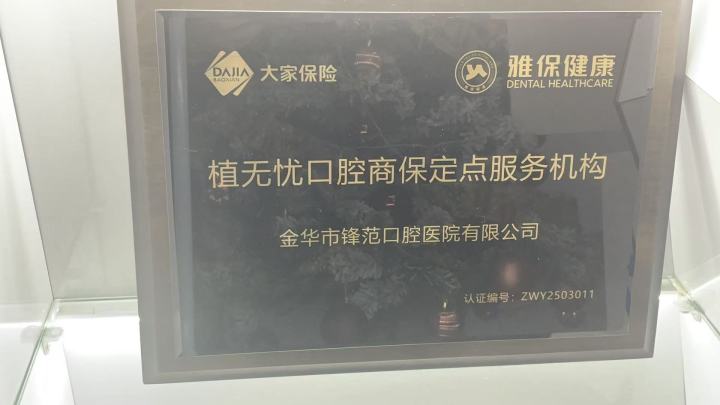 DAJIA
BAOXIAN
大家保险
雅保健康
DENTAL HEALTHCARE
植无忧口腔商保定点服务机构
金华市锋范口腔医院有限公司
认证编号：ZWY2503011